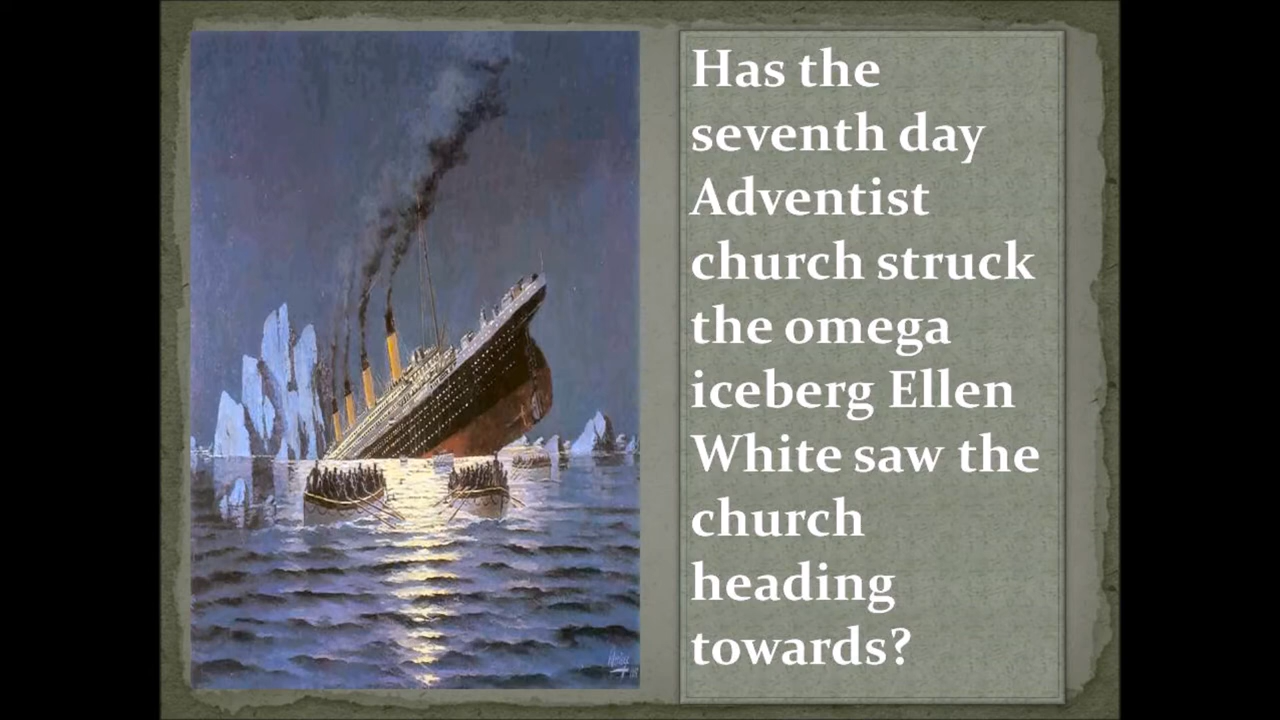 Has the
seventh day
Adventist
church struck
the omega
iceberg Ellen
White saw the
church
heading
towards?